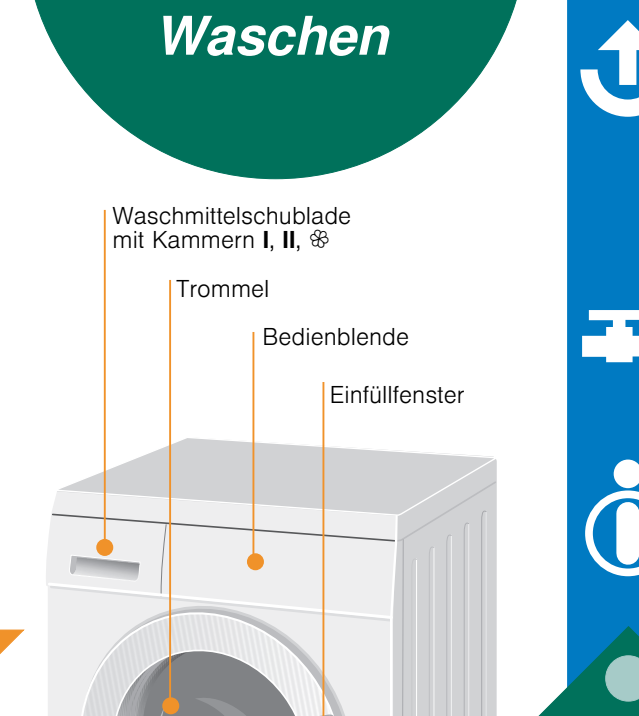 Waschen
Waschmittelschublade
mit Kammern I, II, ❀
Trommel
Bedienblende
Einfüllfenster